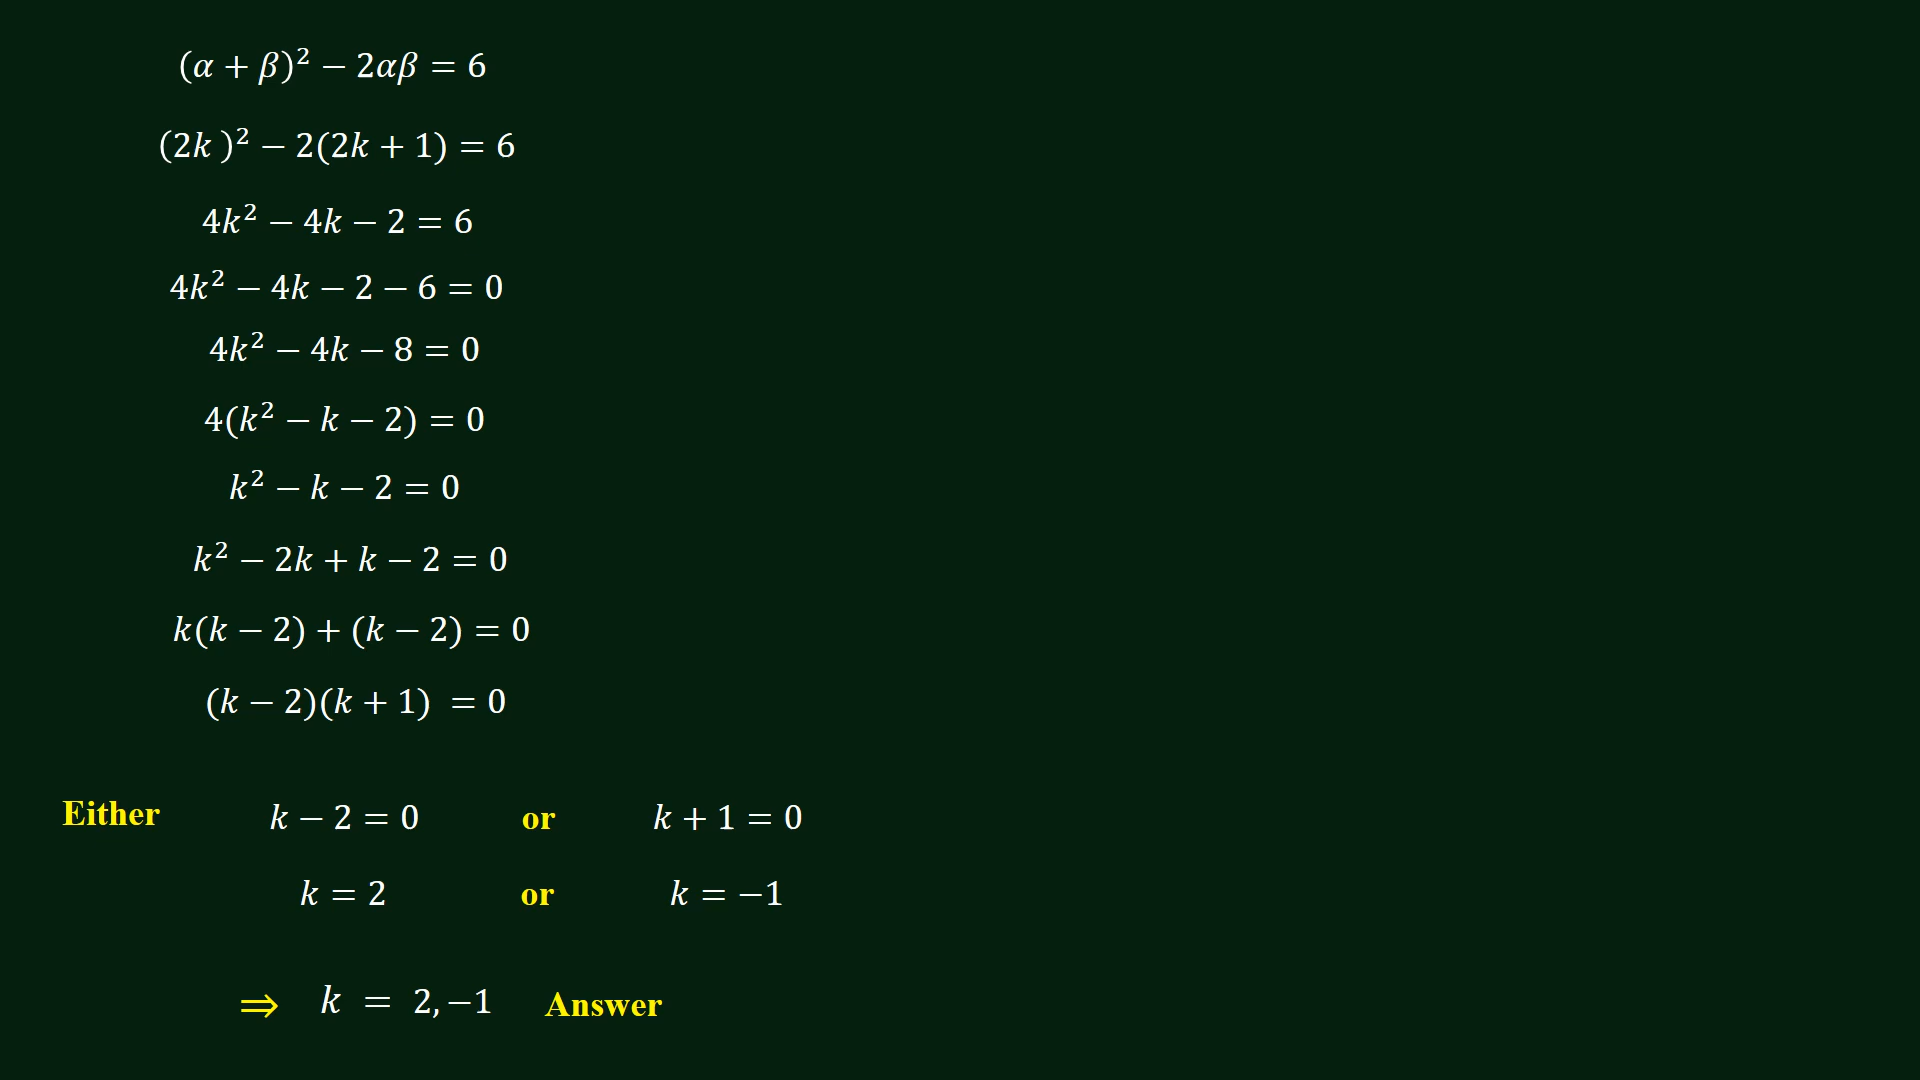 (α + β)² − 2αβ = 6
(2k )² − 2(2k + 1) = 6
4k² − 4k − 2 = 6
4k² − 4k − 2 − 6 = 0
4k² − 4k − 8 = 0
4(k² − k − 2) = 0
k² − k − 2 = 0
k² − 2k + k − 2 = 0
k(k − 2) + (k − 2) = 0
(k − 2)(k + 1) = 0
Either k − 2 = 0 or k + 1 = 0
k = 2 or k = −1
⇒ k = 2, −1 Answer